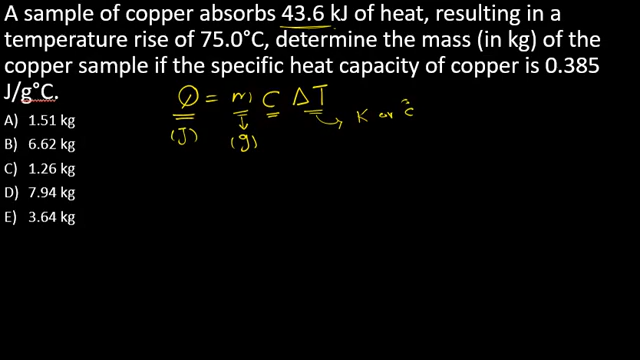 A sample of copper absorbs 43.6 kJ of heat, resulting in a
temperature rise of 75.0°C, determine the mass (in kg) of the
copper sample if the specific heat capacity of copper is 0.385
J/g°C.
Q = m C ΔT
(J) (g) K or °C
A) 1.51 kg
B) 6.62 kg
C) 1.26 kg
D) 7.94 kg
E) 3.64 kg